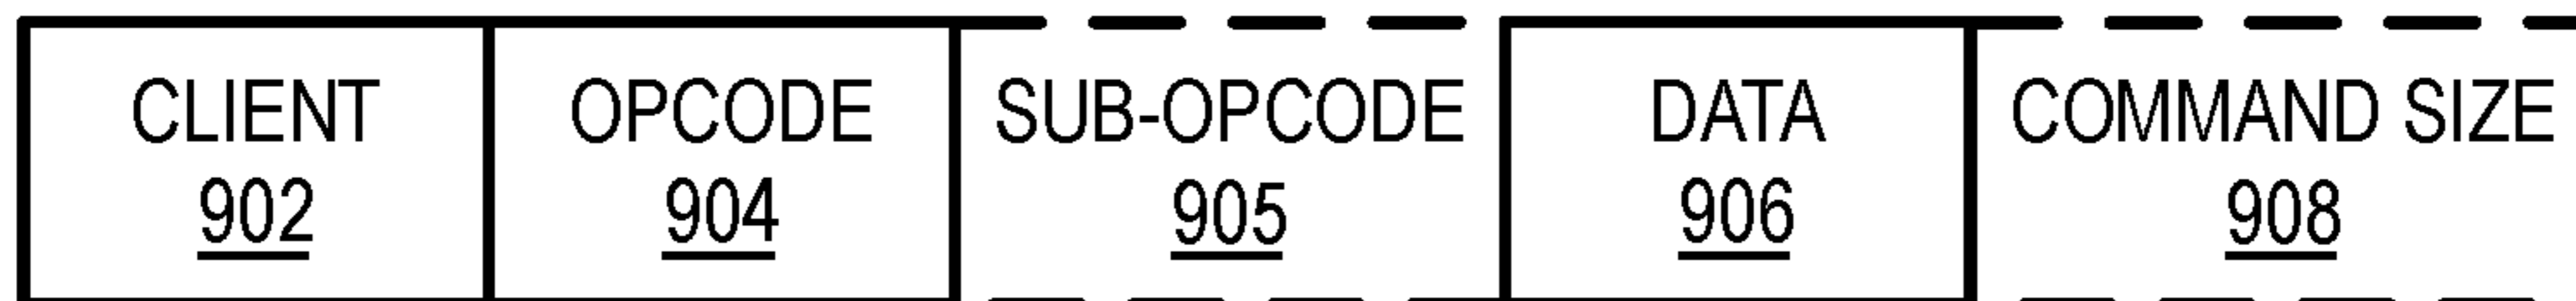 CLIENT OPCODE SUB-OPCODE DATA COMMAND SIZE
902 904 905 906 908